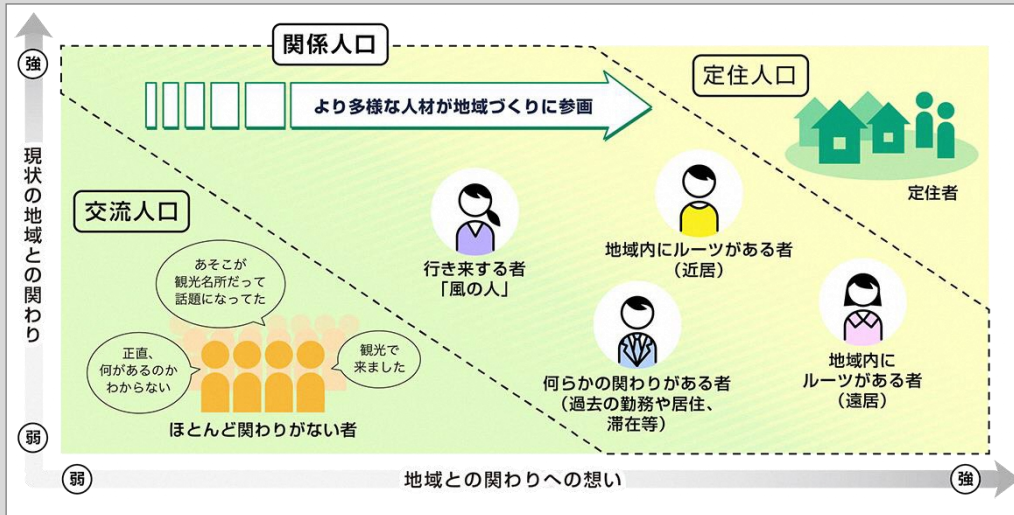 関係人口
強
より多様な人材が地域づくりに参画
定住人口
定住者
現状の地域との関わり
交流人口
あそこが
観光名所だって
話題になってた
正直、
何があるのか
わからない
観光で
来ました
ほとんど関わりがない者
行き来する者
「風の人」
地域内にルーツがある者
（近居）
何らかの関わりがある者
（過去の勤務や居住、
滞在等）
地域内に
ルーツがある者
（遠居）
弱
弱
地域との関わりへの想い
強